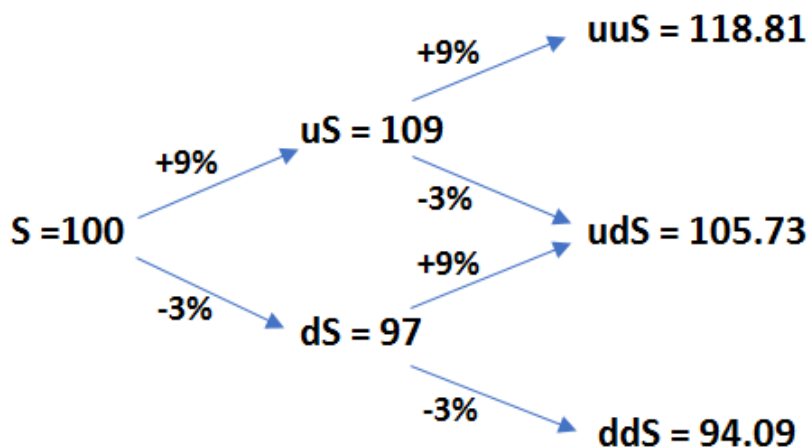 uuS = 118.81
+9%
uS = 109
+9%
-3%
S =100
udS = 105.73
+9%
-3%
dS = 97
-3%
ddS = 94.09